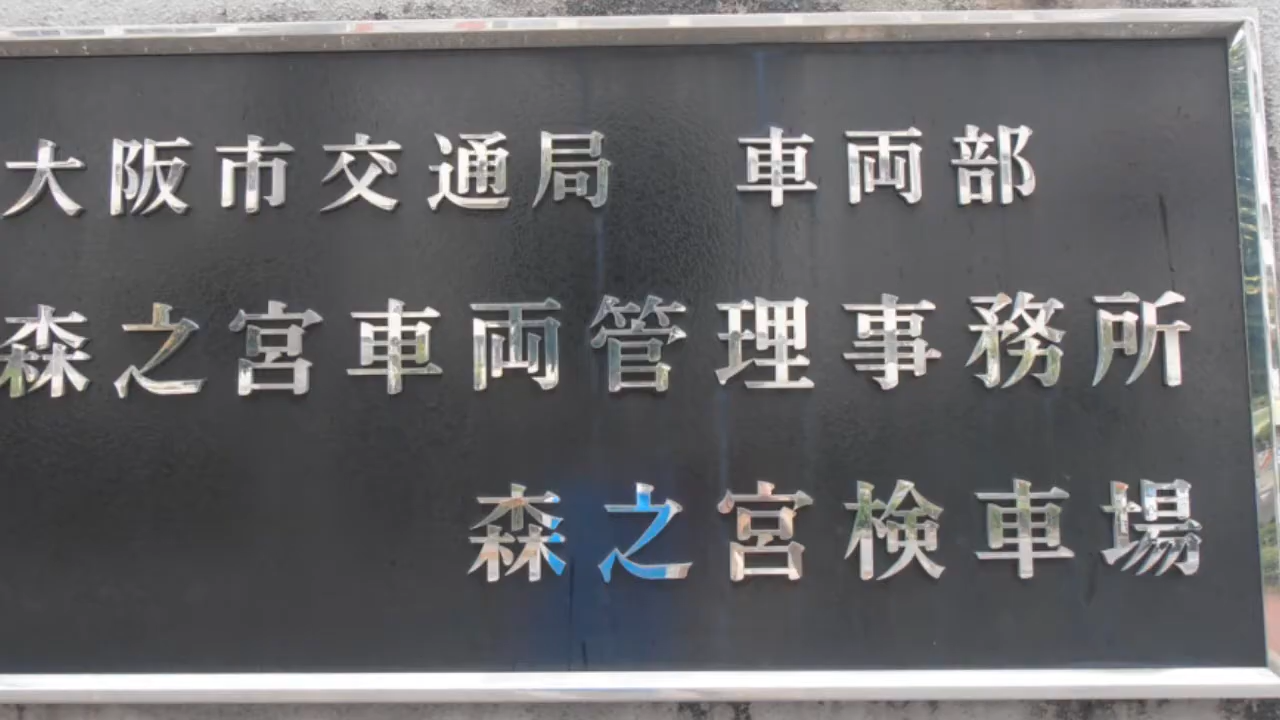 大阪市交通局　車両部
森之宮車両管理事務所
森之宮検車場